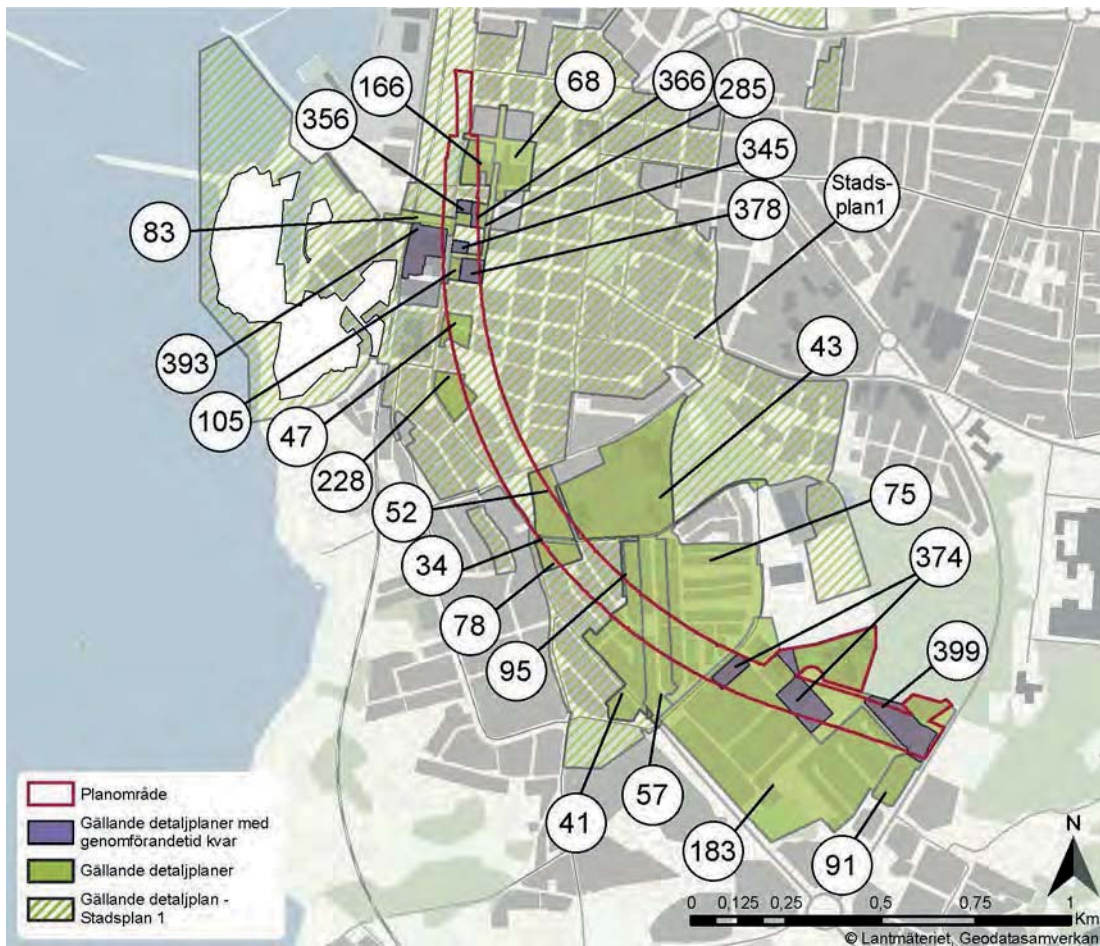 166
68
366
285
356
345
Stads-
plan1
378
83
43
393
105
47
228
75
52
374
34
78
399
95
41
57
183
91
Planområde
Gällande detaljplaner med
genomförandetid kvar
Gällande detaljplaner
Gällande detaljplan -
Stadsplan 1
N
0 0,125 0,25 0,5 0,75 1
Km
© Lantmäteriet, Geodatasamverkan